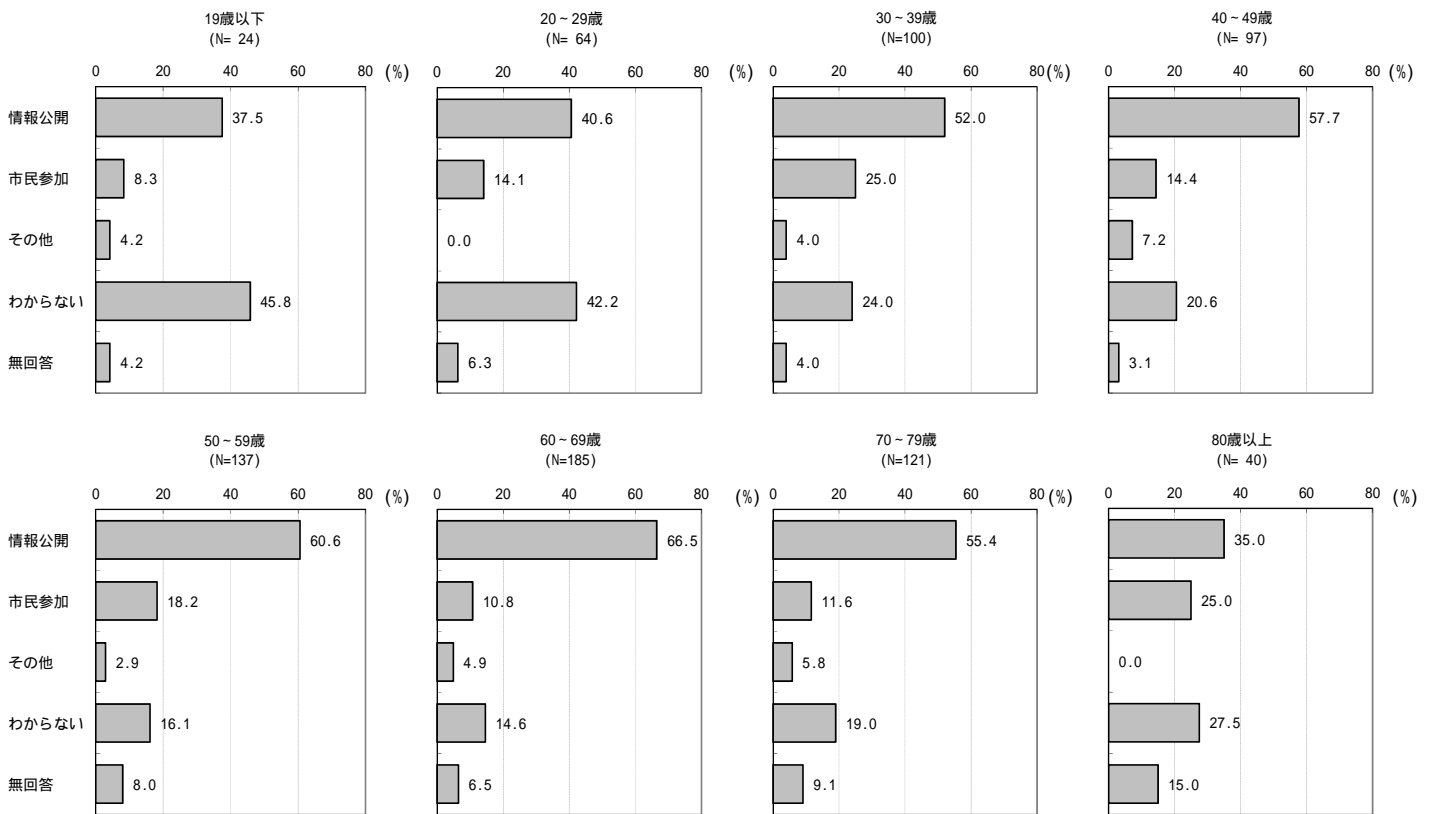 19歳以下
(N= 24)
20～29歳
(N= 64)
30～39歳
(N=100)
40～49歳
(N= 97)
0 20 40 60 80 (%)
0 20 40 60 80 (%)
0 20 40 60 80 (%)
0 20 40 60 80 (%)
情報公開 37.5 40.6 52.0 57.7
市民参加 8.3 14.1 25.0 14.4
その他 4.2 0.0 4.0 7.2
わからない 45.8 42.2 24.0 20.6
無回答 4.2 6.3 4.0 3.1
50～59歳
(N=137)
60～69歳
(N=185)
70～79歳
(N=121)
80歳以上
(N= 40)
0 20 40 60 80 (%)
0 20 40 60 80 (%)
0 20 40 60 80 (%)
0 20 40 60 80 (%)
情報公開 60.6 66.5 55.4 35.0
市民参加 18.2 10.8 11.6 25.0
その他 2.9 4.9 5.8 0.0
わからない 16.1 14.6 19.0 27.5
無回答 8.0 6.5 9.1 15.0